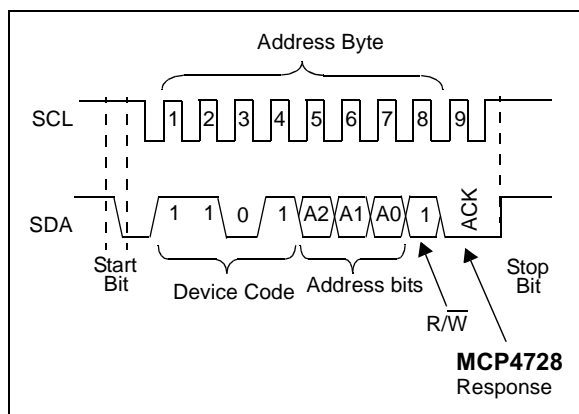 Address Byte
SCL 1 2 3 4 5 6 7 8 9
SDA 1 1 0 1 A2 A1 A0 1 ACK
Start
Bit
Device Code
Address bits
Stop
Bit
R/W̅
MCP4728
Response